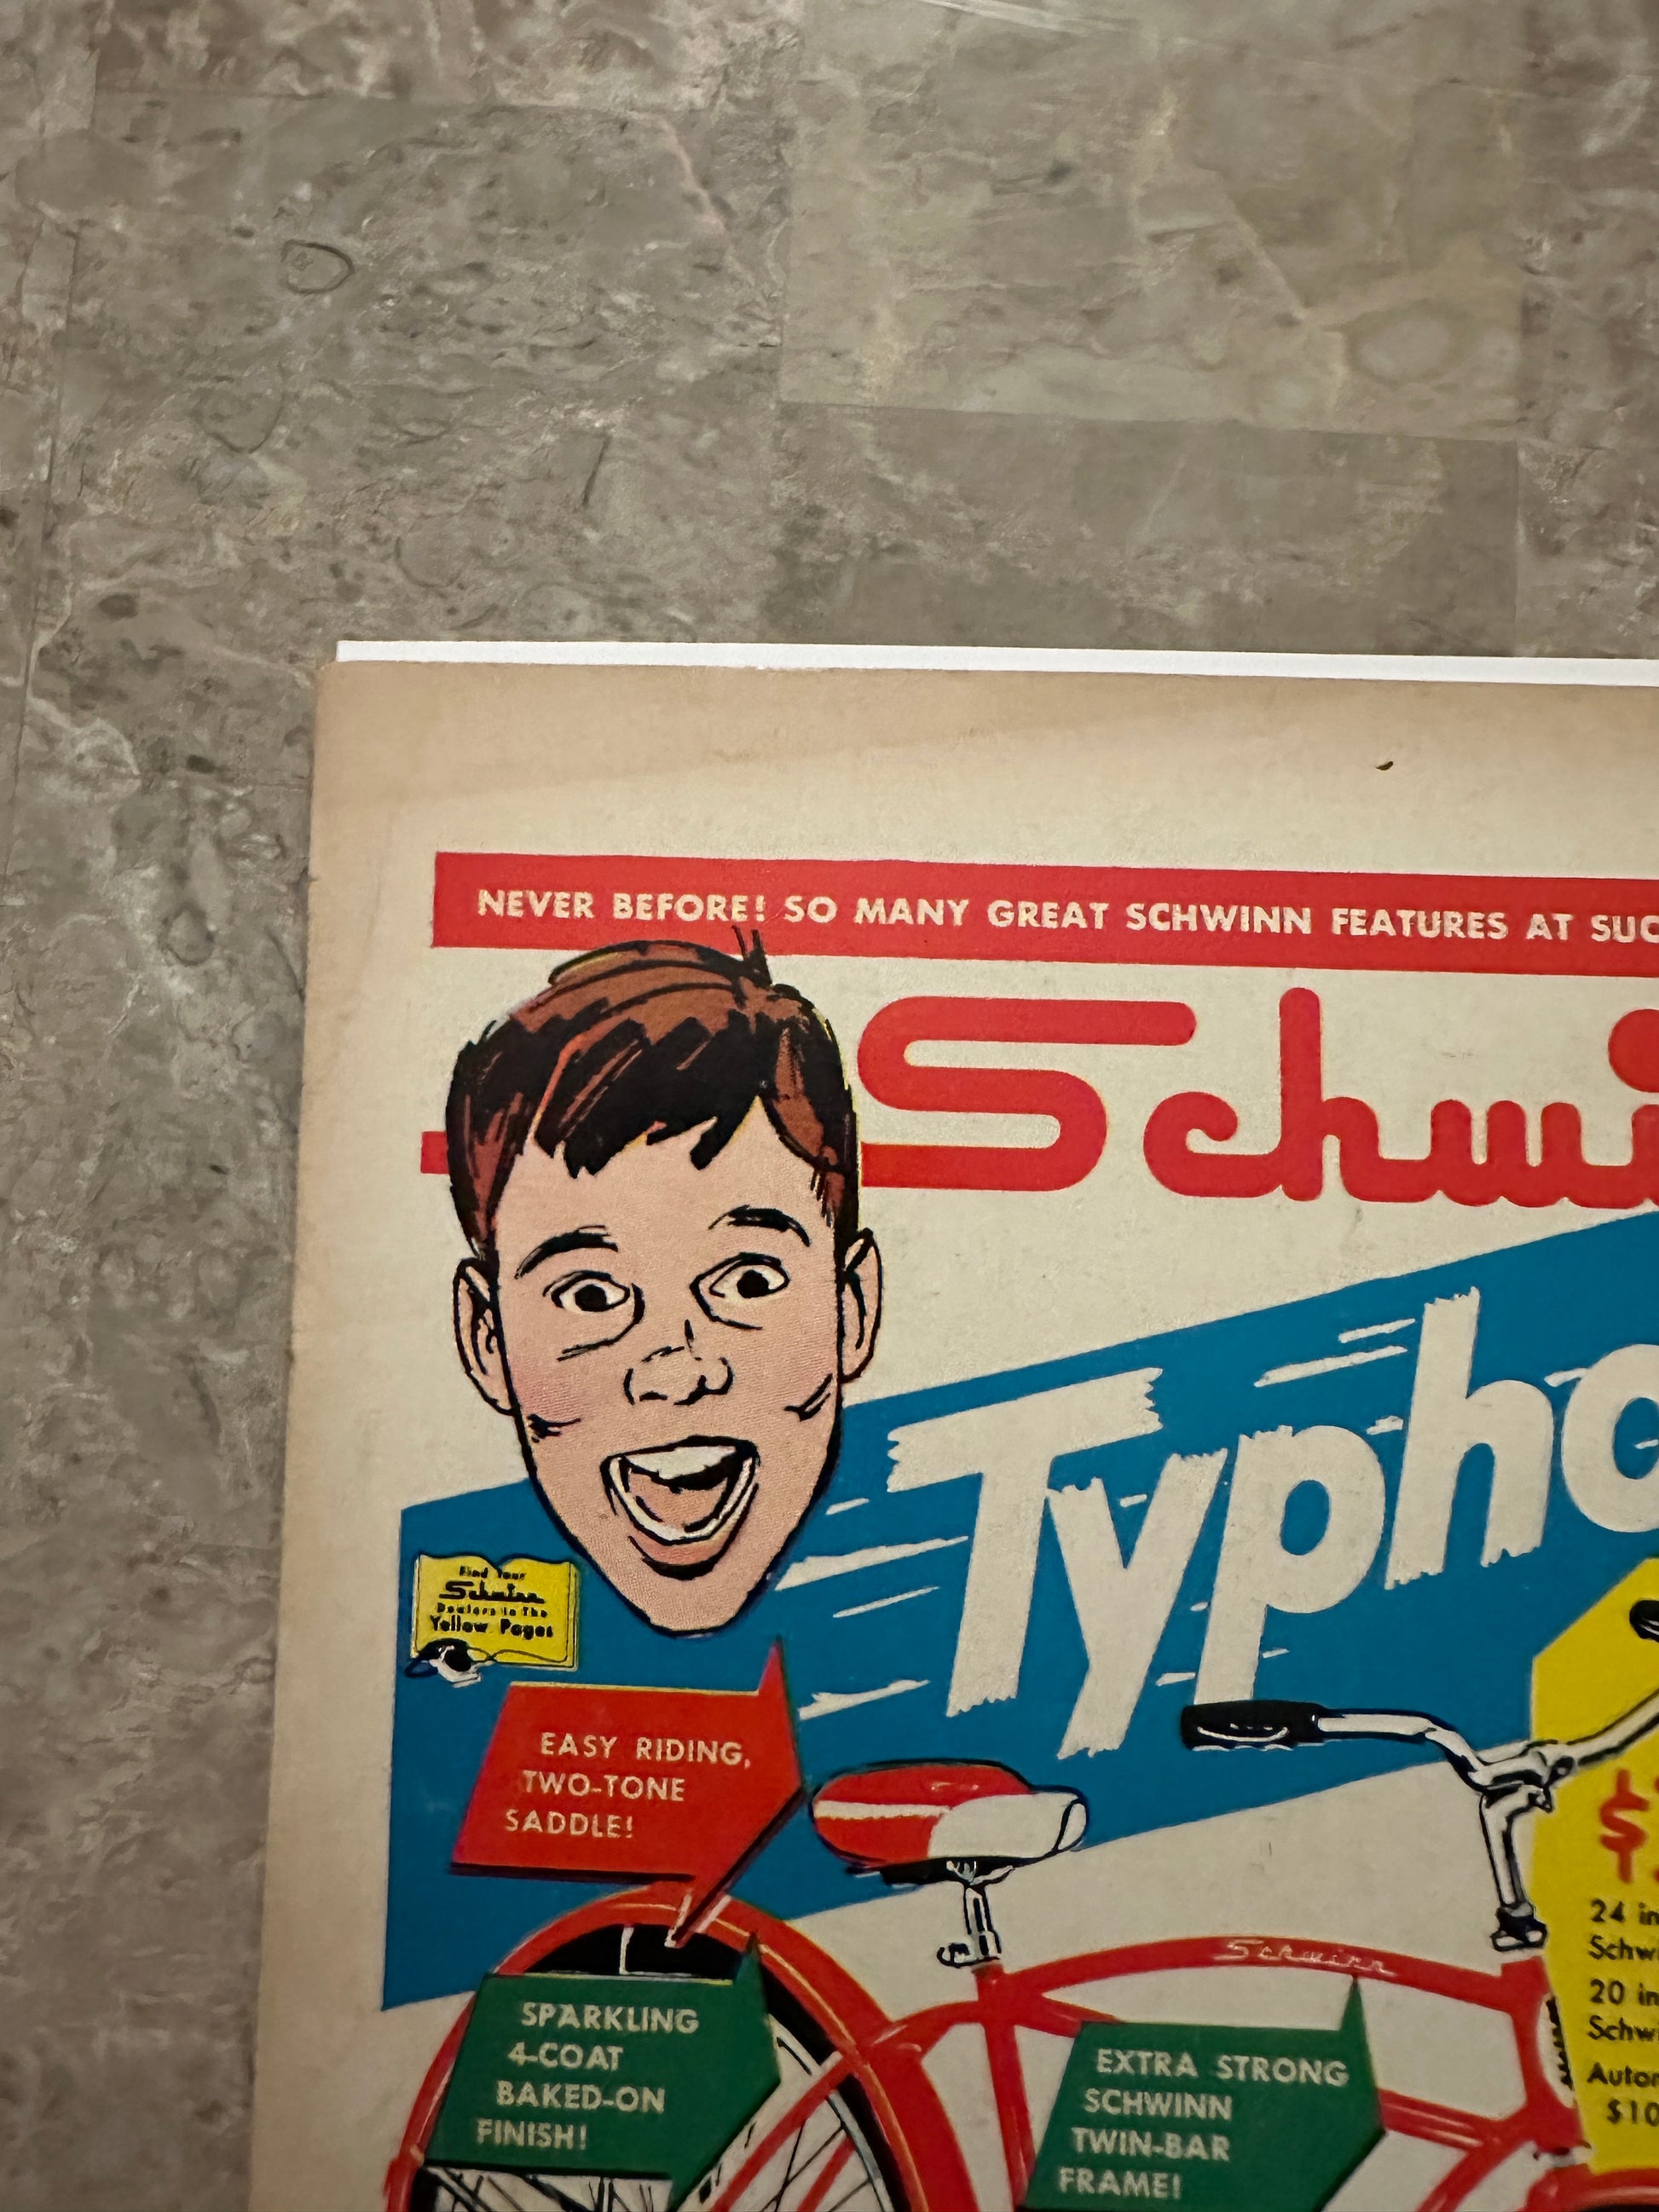 NEVER BEFORE! SO MANY GREAT SCHWINN FEATURES AT SUC
Schwi
Typho
Find Your
Schwinn
Dealers In The
Yellow Pages
EASY RIDING,
TWO-TONE
SADDLE!
$
24 in
Schwi
20 in
Schwi
Autom
$10
Schwinn
SPARKLING
4-COAT
BAKED-ON
FINISH!
EXTRA STRONG
SCHWINN
TWIN-BAR
FRAME!